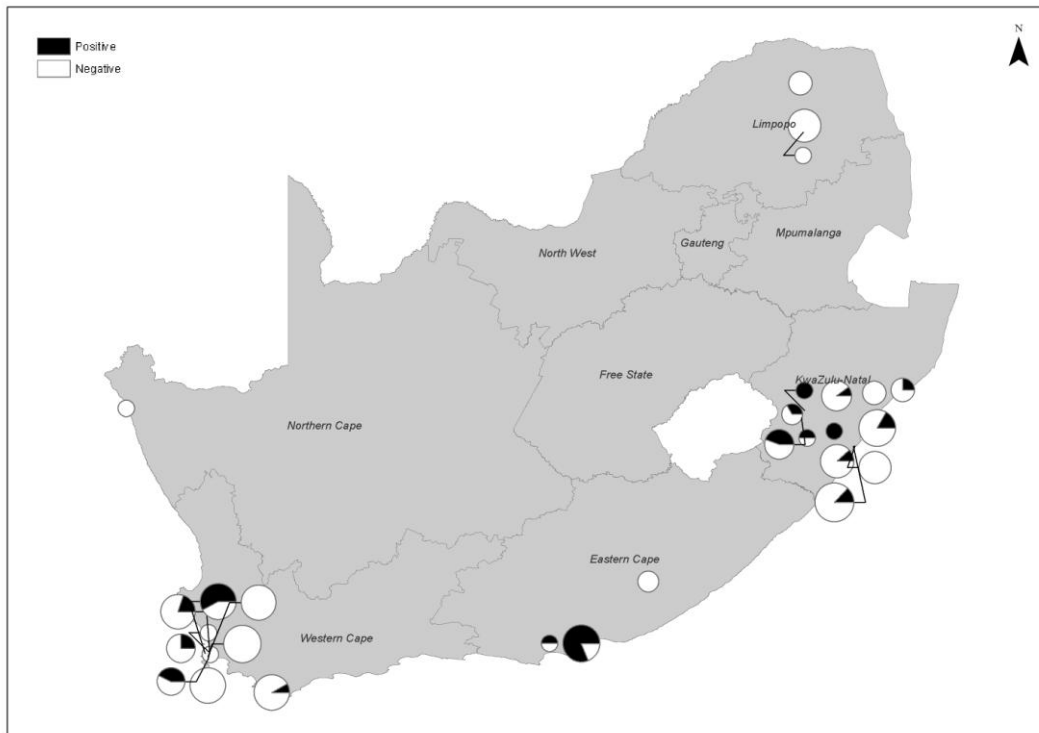 Positive
Negative
N
Limpopo
Mpumalanga
Gauteng
North West
Free State
KwaZulu-Natal
Northern Cape
Eastern Cape
Western Cape